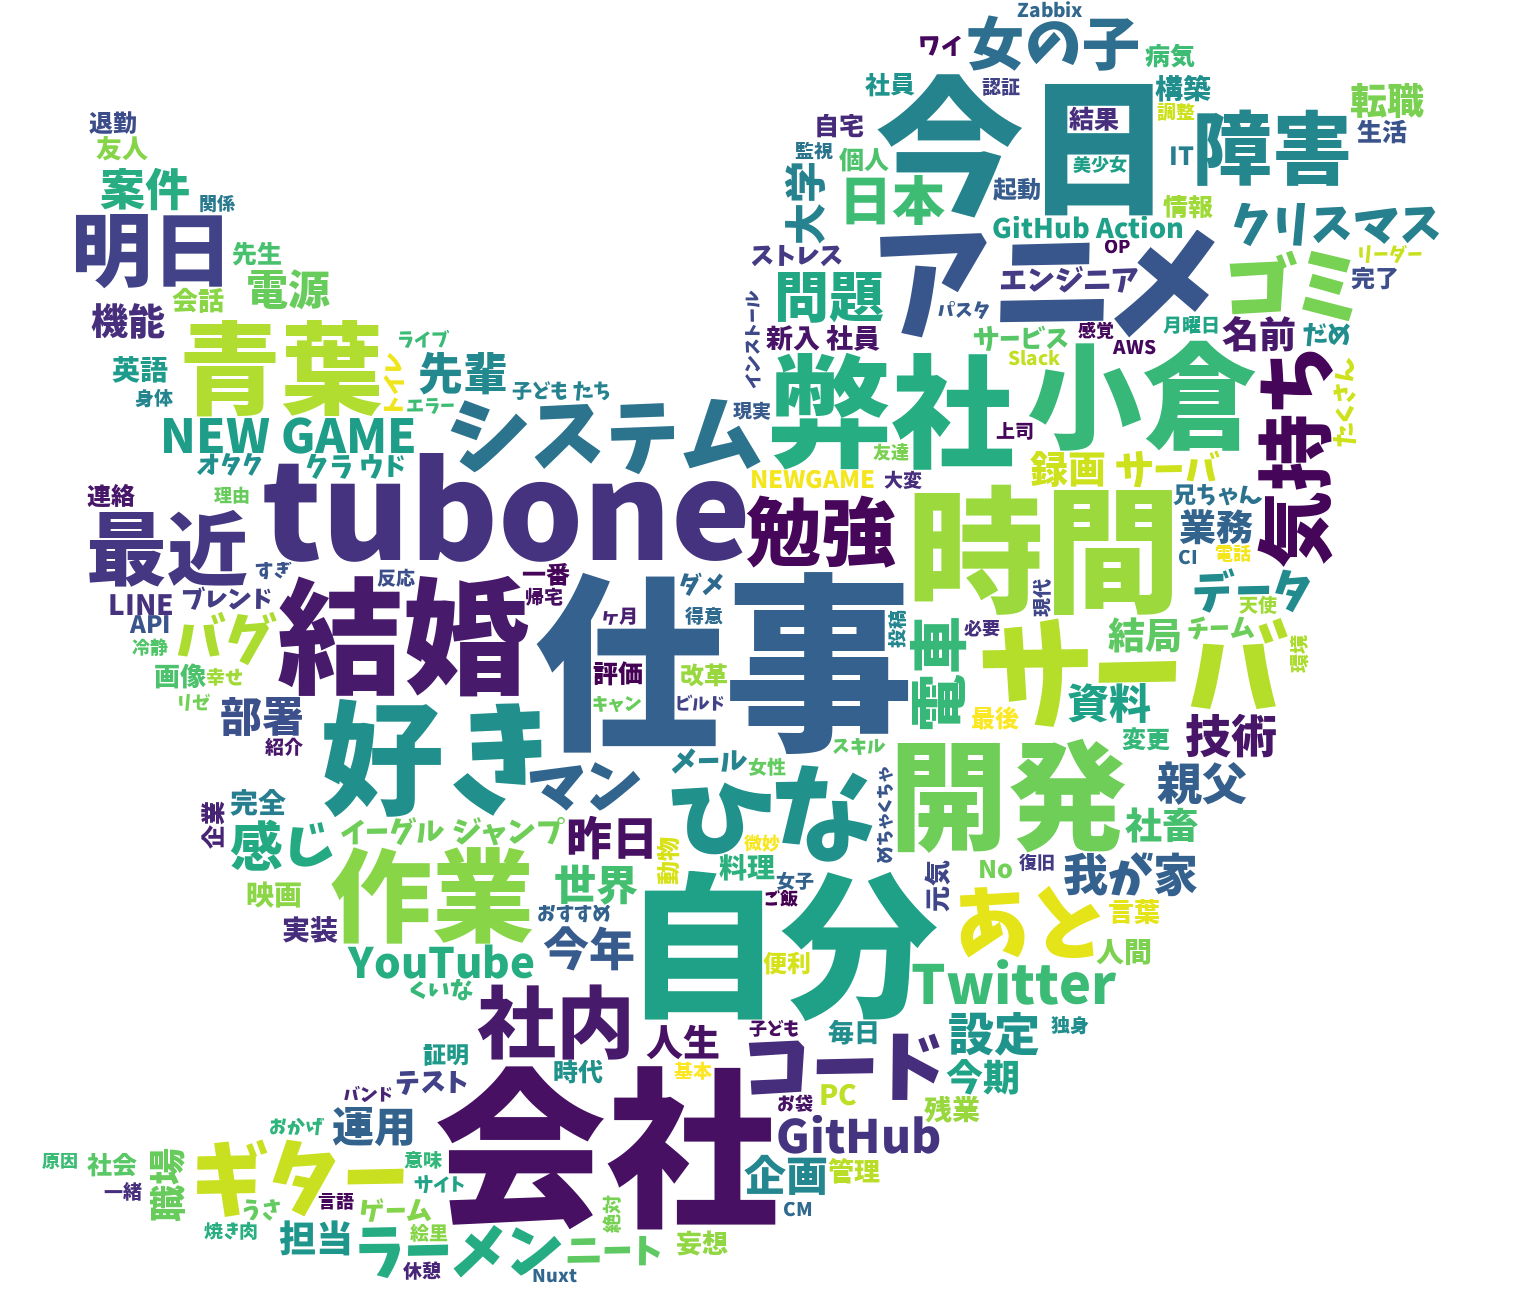 Zabbix
ワイ
女の子
病気
社員
認証
構築
転職
退勤
友人
自宅
今日
結果
調整
障害
生活
案件
監視
個人
IT
美少女
関係
大学
日本
起動
情報
クリスマス
明日
先生
GitHub Action
OP
リーダー
ストレス
アニメ
電源
会話
問題
エンジニア
ゴミ
完了
機能
インストール
パスタ
月曜日
名前
だめ
青葉
ライブ
新入 社員
サービス
感覚
AWS
Slack
気持ち
英語
トイレ
先輩
弊社
小倉
たくさん
身体
エラー
子ども たち
現実
NEW GAME
システム
上司
オタク
クラウド
友達
録画
サーバ
連絡
理由
tubone
NEWGAME
大変
時間
兄ちゃん
最近
勉強
業務
CI
電話
すぎ
反応
一番
ダメ
データ
LINE
ブレンド
結婚
帰宅
仕事
現代
天使
API
バグ
ヶ月
得意
投稿
電車
必要
サーバ
結局
チーム
冷静
環境
画像
幸せ
評価
改革
リゼ
部署
キャン
ビルド
最後
資料
紹介
好き
スキル
変更
技術
マン
メール
女性
開発
親父
完全
企業
めちゃくちゃ
感じ
イーグル ジャンプ
昨日
ひな
社畜
動物
微妙
作業
世界
料理
女子
元気
No
復旧
我が家
映画
ご飯
自分
あと
言葉
実装
おすすめ
今年
人間
YouTube
便利
Twitter
くいな
社内
人生
子ども
毎日
設定
独身
証明
時代
基本
コード
今期
バンド
テスト
会社
お袋
PC
残業
おかげ
運用
GitHub
原因
社会
職場
ギター
意味
企画
管理
一緒
サイト
言語
うさ
ゲーム
絶対
CM
焼き肉
担当
絵里
ラーメン
ニート
妄想
休憩
Nuxt